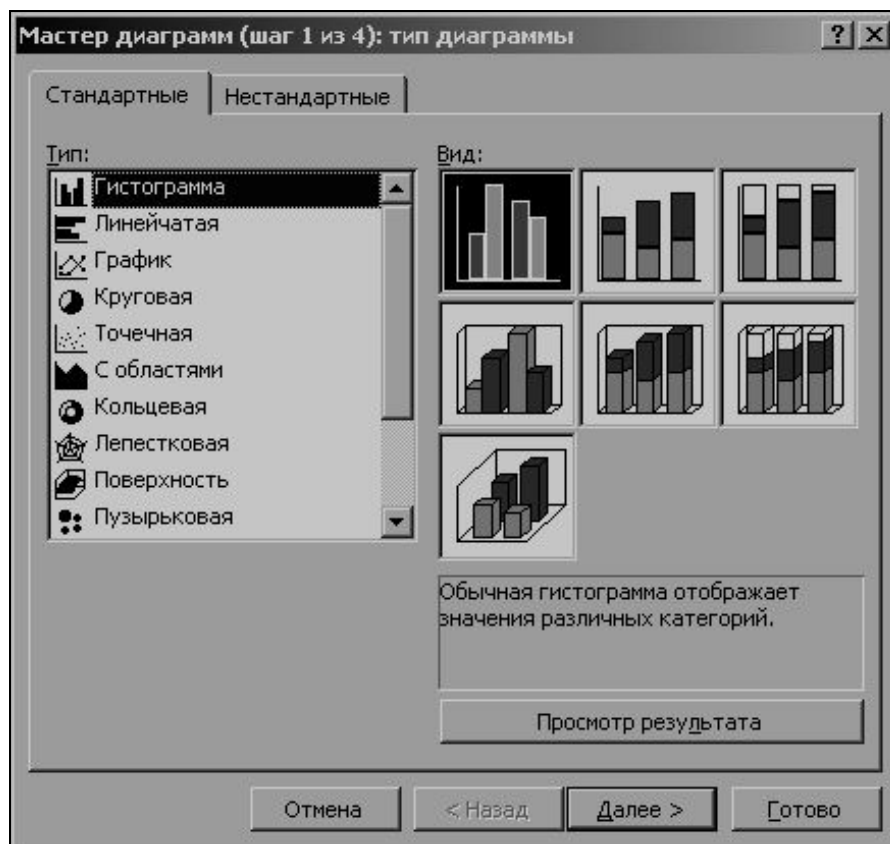 Мастер диаграмм (шаг 1 из 4): тип диаграммы
Стандартные
Нестандартные
Тип:
Гистограмма
Линейчатая
График
Круговая
Точечная
С областями
Кольцевая
Лепестковая
Поверхность
Пузырьковая
Вид:
Обычная гистограмма отображает
значения различных категорий.
Просмотр результата
Отмена
< Назад
Далее >
Готово